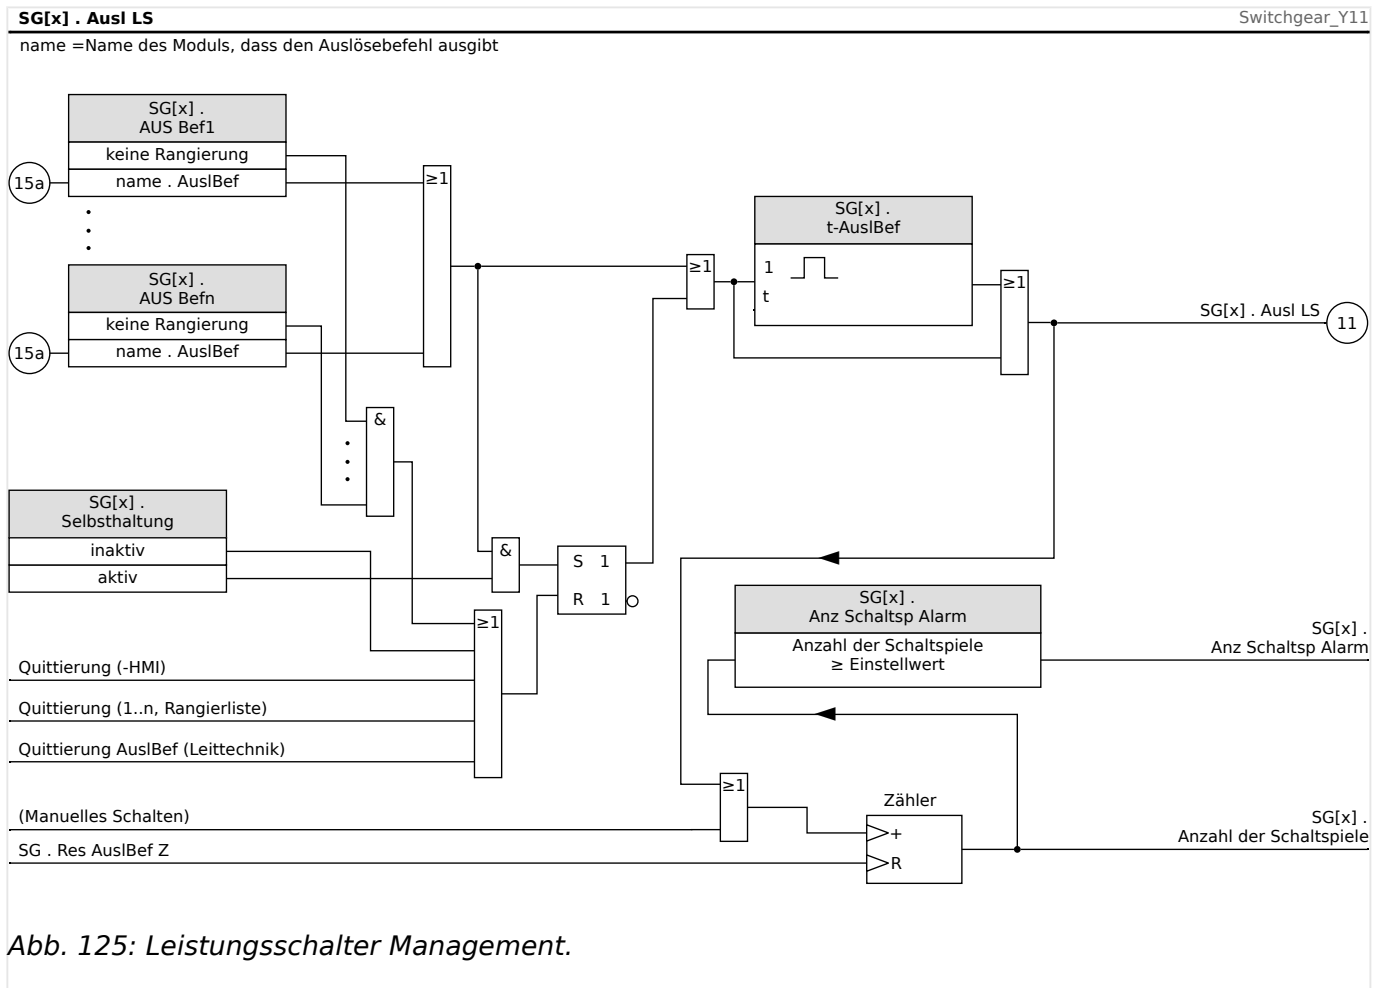 SG[x] . Ausl LS
Switchgear_Y11
name =Name des Moduls, dass den Auslösebefehl ausgibt
SG[x] .
AUS Bef1
keine Rangierung
15a
name . AuslBef
≥1
SG[x] .
t-AuslBef
1
t
SG[x] .
AUS Befn
keine Rangierung
15a
name . AuslBef
≥1
≥1
SG[x] . Ausl LS
11
&
SG[x] .
Selbsthaltung
inaktiv
aktiv
&
S 1
R 1
≥1
SG[x] .
Anz Schaltsp Alarm
Anzahl der Schaltspiele
≥ Einstellwert
SG[x] .
Anz Schaltsp Alarm
Quittierung (-HMI)
Quittierung (1..n, Rangierliste)
Quittierung AuslBef (Leittechnik)
≥1
Zähler
(Manuelles Schalten)
+
SG[x] .
Anzahl der Schaltspiele
SG . Res AuslBef Z
R
Abb. 125: Leistungsschalter Management.